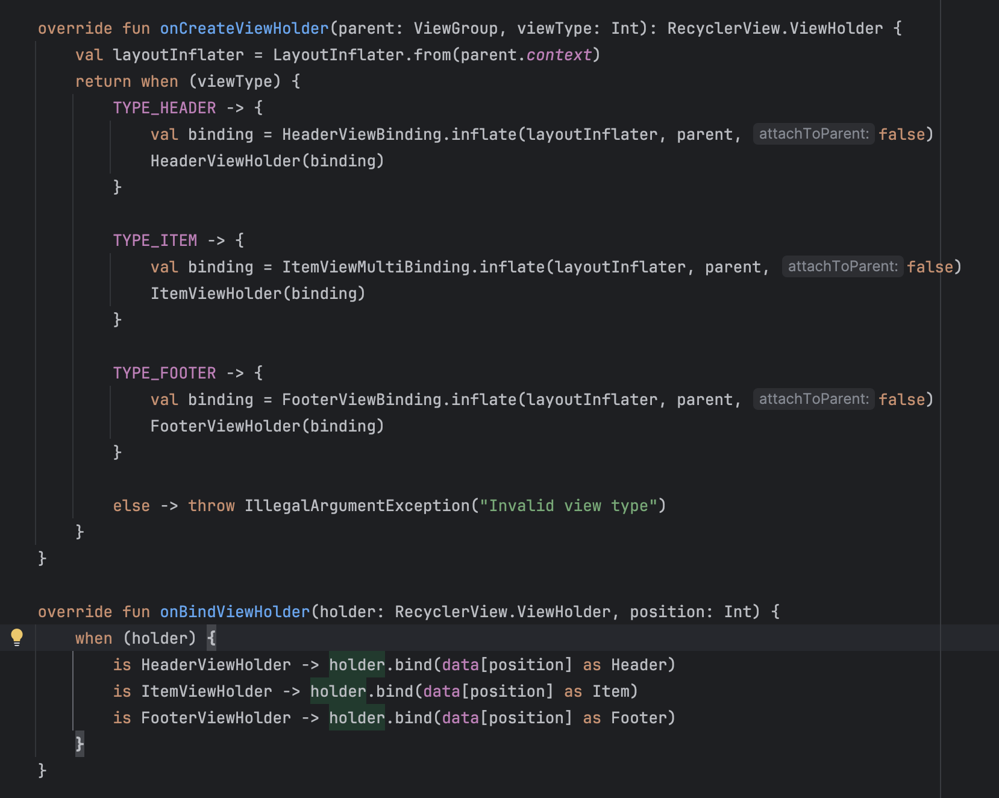 override fun onCreateViewHolder(parent: ViewGroup, viewType: Int): RecyclerView.ViewHolder {
    val layoutInflater = LayoutInflater.from(parent.context)
    return when (viewType) {
        TYPE_HEADER -> {
            val binding = HeaderViewBinding.inflate(layoutInflater, parent, attachToParent: false)
            HeaderViewHolder(binding)
        }

        TYPE_ITEM -> {
            val binding = ItemViewMultiBinding.inflate(layoutInflater, parent, attachToParent: false)
            ItemViewHolder(binding)
        }

        TYPE_FOOTER -> {
            val binding = FooterViewBinding.inflate(layoutInflater, parent, attachToParent: false)
            FooterViewHolder(binding)
        }

        else -> throw IllegalArgumentException("Invalid view type")
    }
}

override fun onBindViewHolder(holder: RecyclerView.ViewHolder, position: Int) {
    when (holder) {
        is HeaderViewHolder -> holder.bind(data[position] as Header)
        is ItemViewHolder -> holder.bind(data[position] as Item)
        is FooterViewHolder -> holder.bind(data[position] as Footer)
    }
}